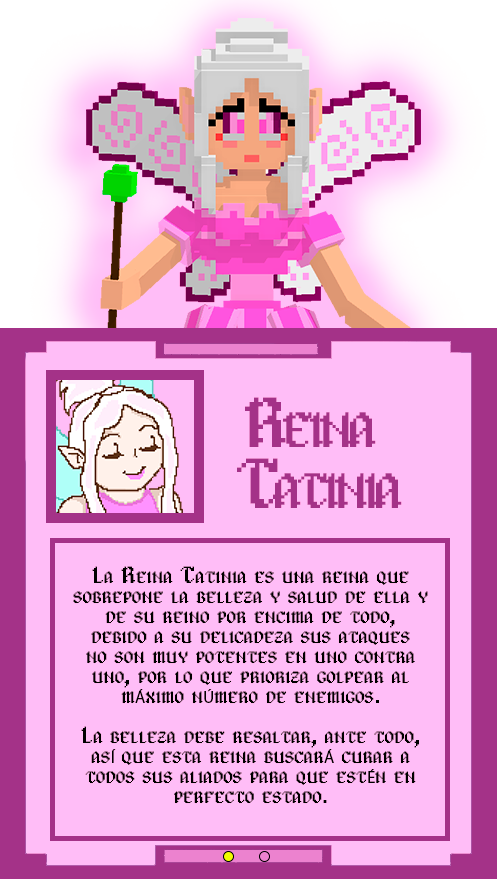 Reina
Tatinia
La Reina Tatinia es una reina que
sobrepone la belleza y salud de ella y
de su reino por encima de todo,
debido a su delicadeza sus ataques
no son muy potentes en uno contra
uno, por lo que prioriza golpear al
máximo número de enemigos.
La belleza debe resaltar, ante todo,
así que esta reina buscará curar a
todos sus aliados para que estén en
perfecto estado.